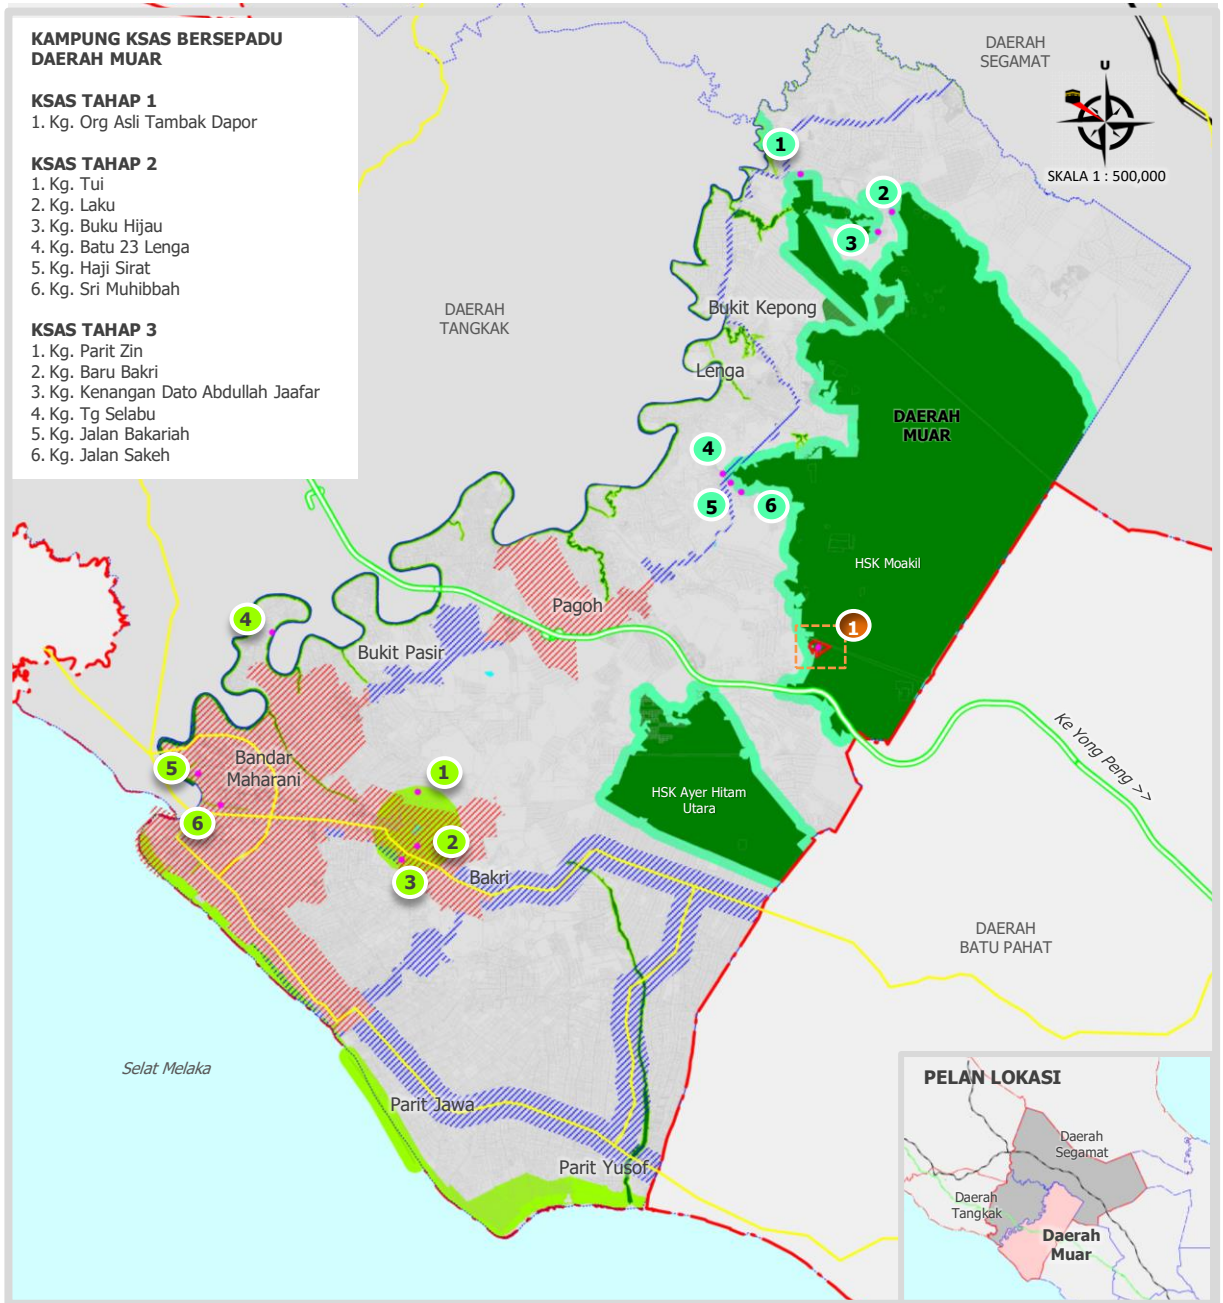 KAMPUNG KSAS BERSEPADU
DAERAH MUAR
KSAS TAHAP 1
1. Kg. Org Asli Tambak Dapor
KSAS TAHAP 2
1. Kg. Tui
2. Kg. Laku
3. Kg. Buku Hijau
4. Kg. Batu 23 Lenga
5. Kg. Haji Sirat
6. Kg. Sri Muhibbah
KSAS TAHAP 3
1. Kg. Parit Zin
2. Kg. Baru Bakri
3. Kg. Kenangan Dato Abdullah Jaafar
4. Kg. Tg Selabu
5. Kg. Jalan Bakariah
6. Kg. Jalan Sakeh
DAERAH
SEGAMAT
U
SKALA 1 : 500,000
1
2
3
DAERAH
TANGKAK
Bukit Kepong
Lenga
DAERAH
MUAR
4
5
6
HSK Moakil
Pagoh
1
4
Bukit Pasir
Ke Yong Peng >>
Bandar
Maharani
5
1
HSK Ayer Hitam
Utara
6
2
Bakri
3
DAERAH
BATU PAHAT
Selat Melaka
Parit Jawa
Parit Yusof
PELAN LOKASI
Daerah
Segamat
Daerah
Tangkak
Daerah
Muar